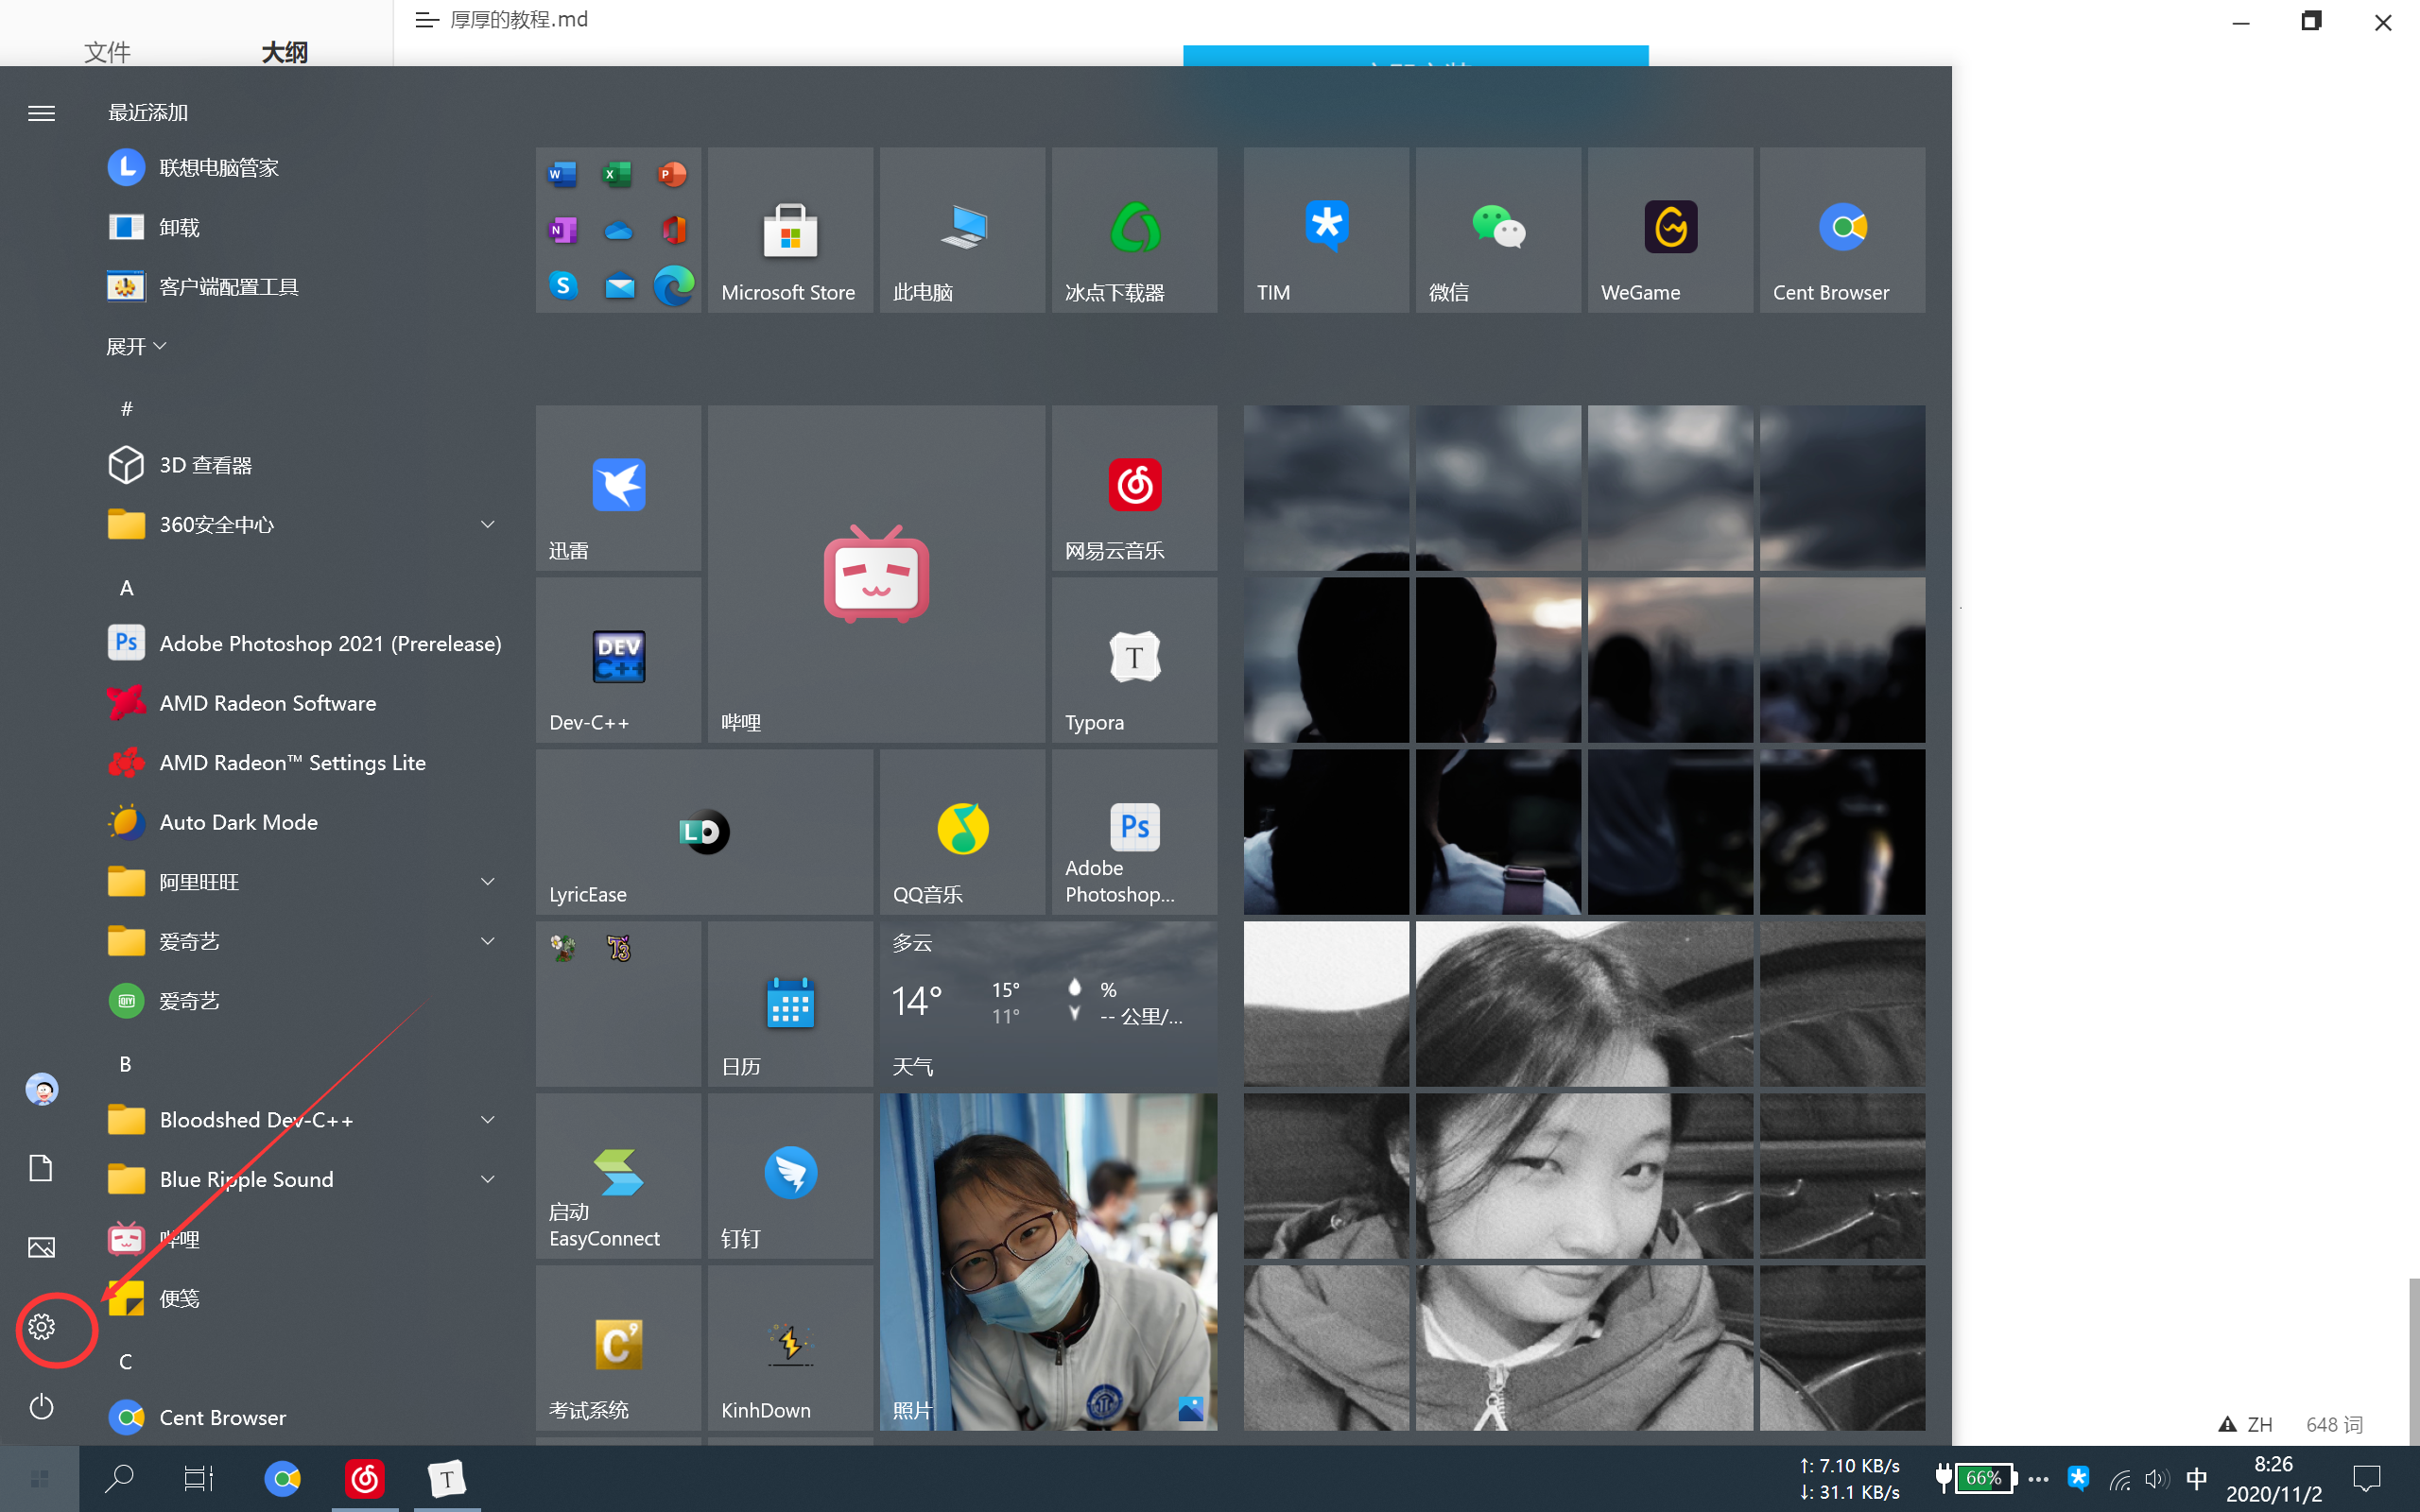 厚厚的教程.md
文件
大纲
最近添加
联想电脑管家
卸载
客户端配置工具
展开
#
3D 查看器
360安全中心
A
Adobe Photoshop 2021 (Prerelease)
AMD Radeon Software
AMD Radeon™ Settings Lite
Auto Dark Mode
阿里旺旺
爱奇艺
爱奇艺
B
Bloodshed Dev-C++
Blue Ripple Sound
哔哩
便笺
C
Cent Browser
Microsoft Store
此电脑
冰点下载器
TIM
微信
WeGame
Cent Browser
迅雷
网易云音乐
DEV
C++
Dev-C++
哔哩
T
Typora
LyricEase
QQ音乐
Ps
Adobe
Photoshop...
日历
多云
14°
15°
11°
%
-- 公里/...
天气
启动
EasyConnect
钉钉
考试系统
KinhDown
照片
ZH
648 词
↑: 7.10 KB/s
↓: 31.1 KB/s
66%
中
8:26
2020/11/2